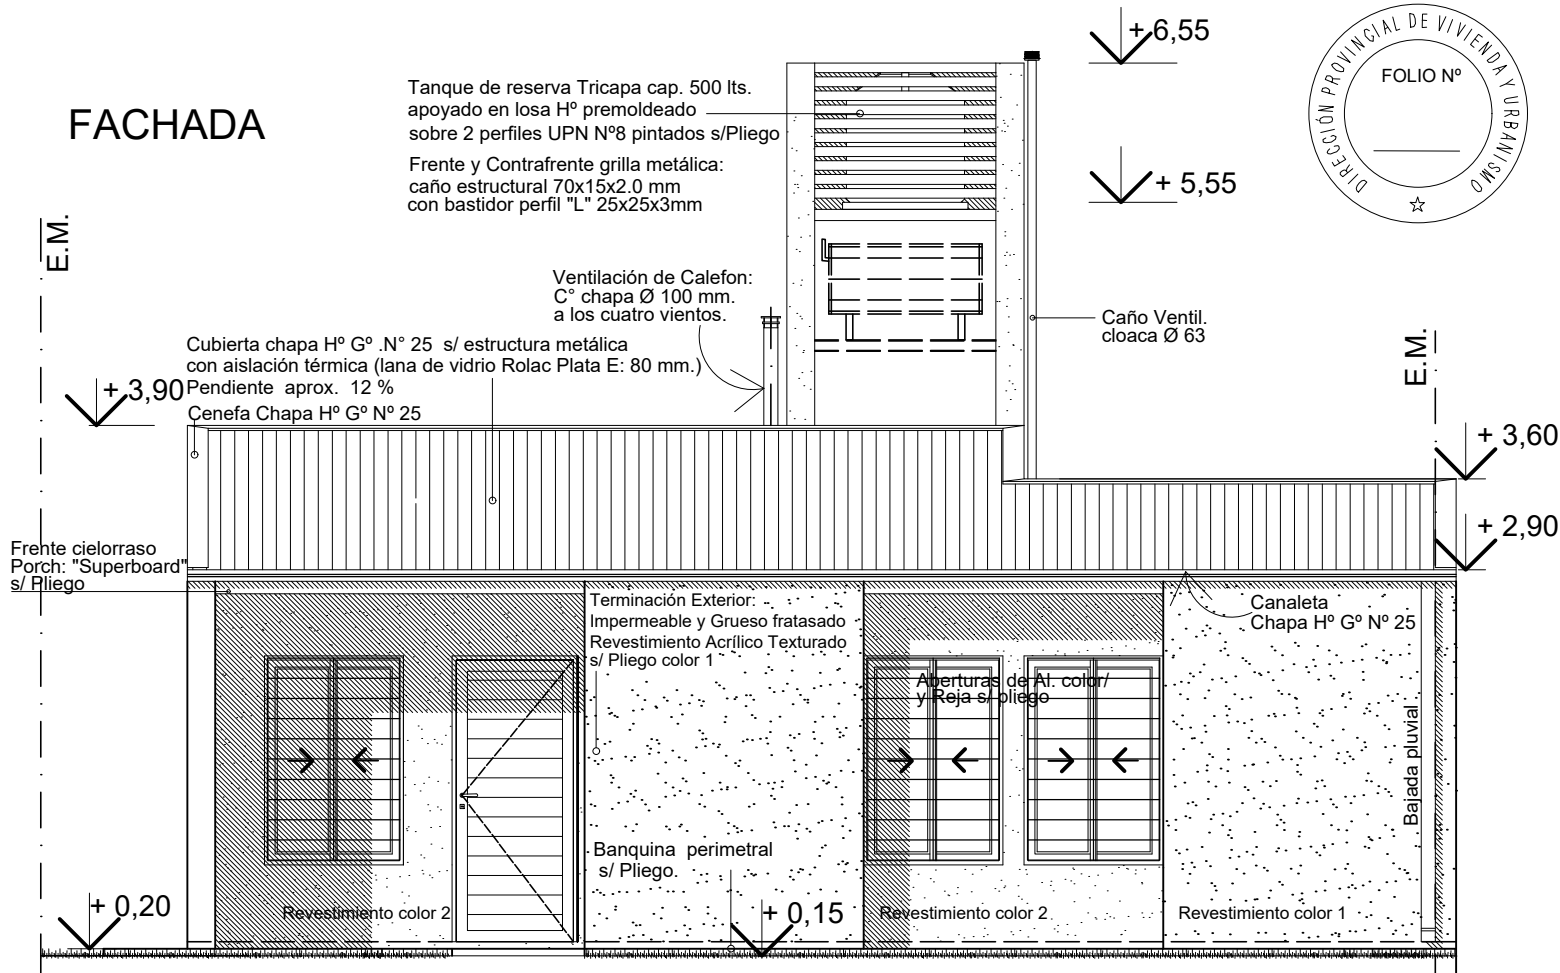 FACHADA
Tanque de reserva Tricapa cap. 500 lts.
apoyado en losa Hº premoldeado
sobre 2 perfiles UPN Nº8 pintados s/Pliego
Frente y Contrafrente grilla metálica:
caño estructural 70x15x2.0 mm
con bastidor perfil "L" 25x25x3mm
+ 6,55
+ 5,55
DIRECCIÓN PROVINCIAL DE VIVIENDA Y URBANISMO
FOLIO Nº
E.M.
Ventilación de Calefon:
C° chapa Ø 100 mm.
a los cuatro vientos.
Caño Ventil.
cloaca Ø 63
E.M.
Cubierta chapa Hº Gº .N° 25 s/ estructura metálica
con aislación térmica (lana de vidrio Rolac Plata E: 80 mm.)
Pendiente aprox. 12 %
Cenefa Chapa Hº Gº Nº 25
+ 3,90
+ 3,60
+ 2,90
Frente cielorraso
Porch: "Superboard"
s/ Pliego
Terminación Exterior:
Impermeable y Grueso fratasado
Revestimiento Acrílico Texturado
s/ Pliego color 1
Canaleta
Chapa Hº Gº Nº 25
Aberturas de Al. color/
y Reja s/ pliego
Bajada pluvial
Banquina perimetral
s/ Pliego.
+ 0,20
Revestimiento color 2
+ 0,15
Revestimiento color 2
Revestimiento color 1